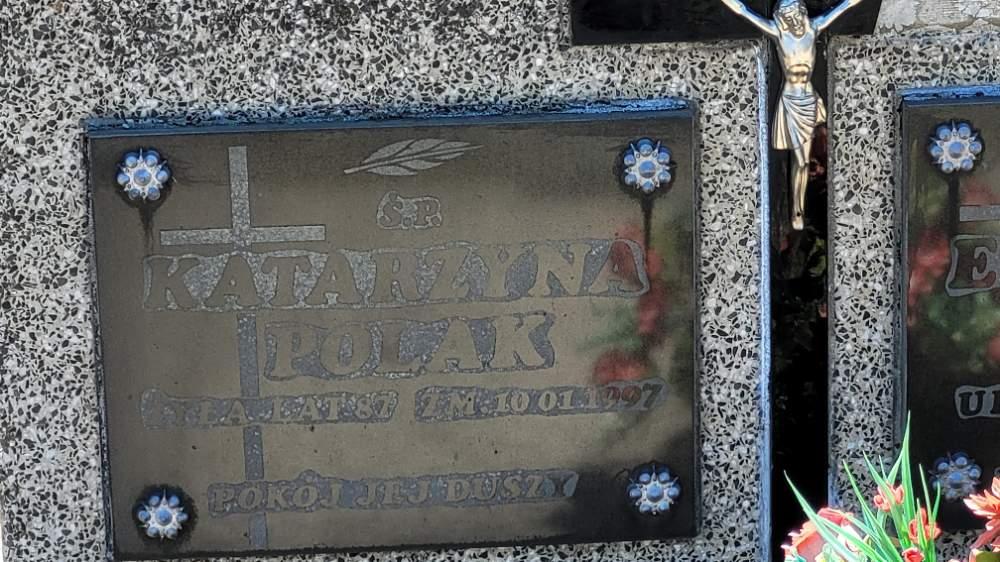 Ś.P.
KATARZYNA
POLAK
ŻYŁA LAT 87 ZM. 10.01.1997
POKÓJ JEJ DUSZY
E
U